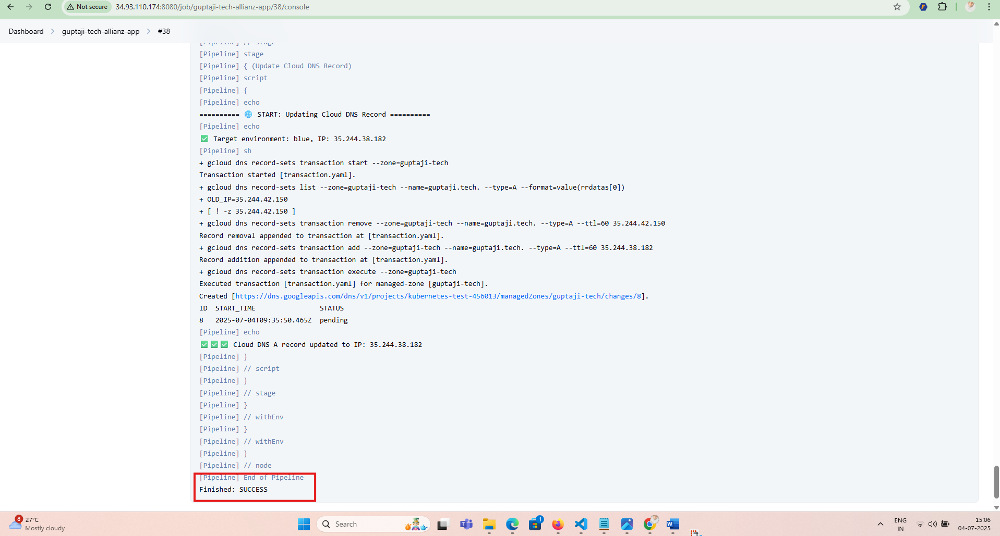 Not secure 34.93.110.174:8080/job/guptaji-tech-allianz-app/38/console
Dashboard guptaji-tech-allianz-app #38
[Pipeline] // stage
[Pipeline] stage
[Pipeline] { (Update Cloud DNS Record)
[Pipeline] script
[Pipeline] {
[Pipeline] echo
========== 🌐 START: Updating Cloud DNS Record ==========
[Pipeline] echo
✅ Target environment: blue, IP: 35.244.38.182
[Pipeline] sh
+ gcloud dns record-sets transaction start --zone=guptaji-tech
Transaction started [transaction.yaml].
+ gcloud dns record-sets list --zone=guptaji-tech --name=guptaji.tech. --type=A --format=value(rrdatas[0])
+ OLD_IP=35.244.42.150
+ [ ! -z 35.244.42.150 ]
+ gcloud dns record-sets transaction remove --zone=guptaji-tech --name=guptaji.tech. --type=A --ttl=60 35.244.42.150
Record removal appended to transaction at [transaction.yaml].
+ gcloud dns record-sets transaction add --zone=guptaji-tech --name=guptaji.tech. --type=A --ttl=60 35.244.38.182
Record addition appended to transaction at [transaction.yaml].
+ gcloud dns record-sets transaction execute --zone=guptaji-tech
Executed transaction [transaction.yaml] for managed-zone [guptaji-tech].
Created [https://dns.googleapis.com/dns/v1/projects/kubernetes-test-456013/managedZones/guptaji-tech/changes/8].
ID START_TIME STATUS
8 2025-07-04T09:35:50.465Z pending
[Pipeline] echo
✅✅✅ Cloud DNS A record updated to IP: 35.244.38.182
[Pipeline] }
[Pipeline] // script
[Pipeline] }
[Pipeline] // stage
[Pipeline] }
[Pipeline] // withEnv
[Pipeline] }
[Pipeline] // withEnv
[Pipeline] }
[Pipeline] // node
[Pipeline] End of Pipeline
Finished: SUCCESS
8 27°C
Mostly cloudy
Search
1
ENG
IN
15:06
04-07-2025